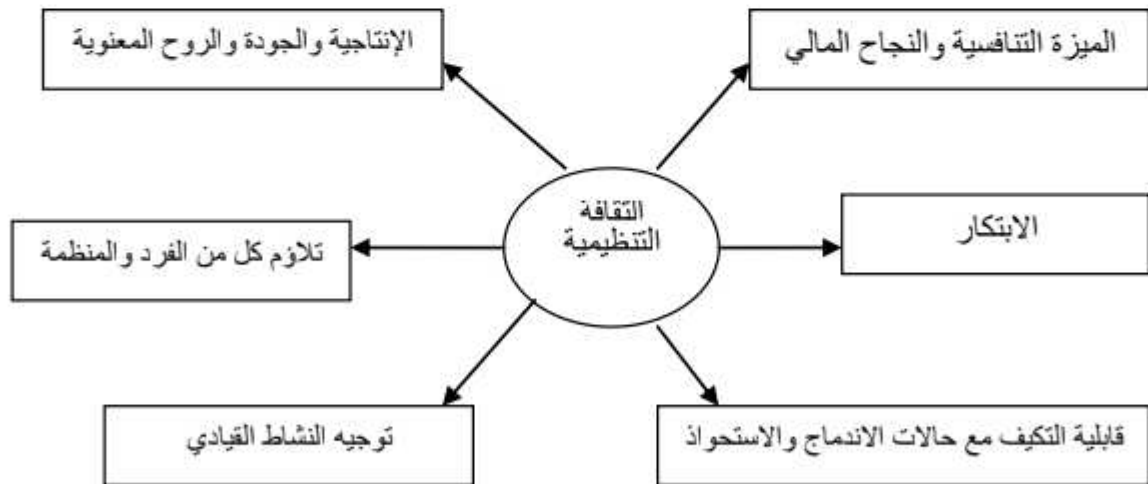 الميزة التنافسية والنجاح المالي
الإنتاجية والجودة والروح المعنوية
الثقافة
التنظيمية
الابتكار
تلاؤم كل من الفرد والمنظمة
قابلية التكيف مع حالات الاندماج والاستحواذ
توجيه النشاط القيادي